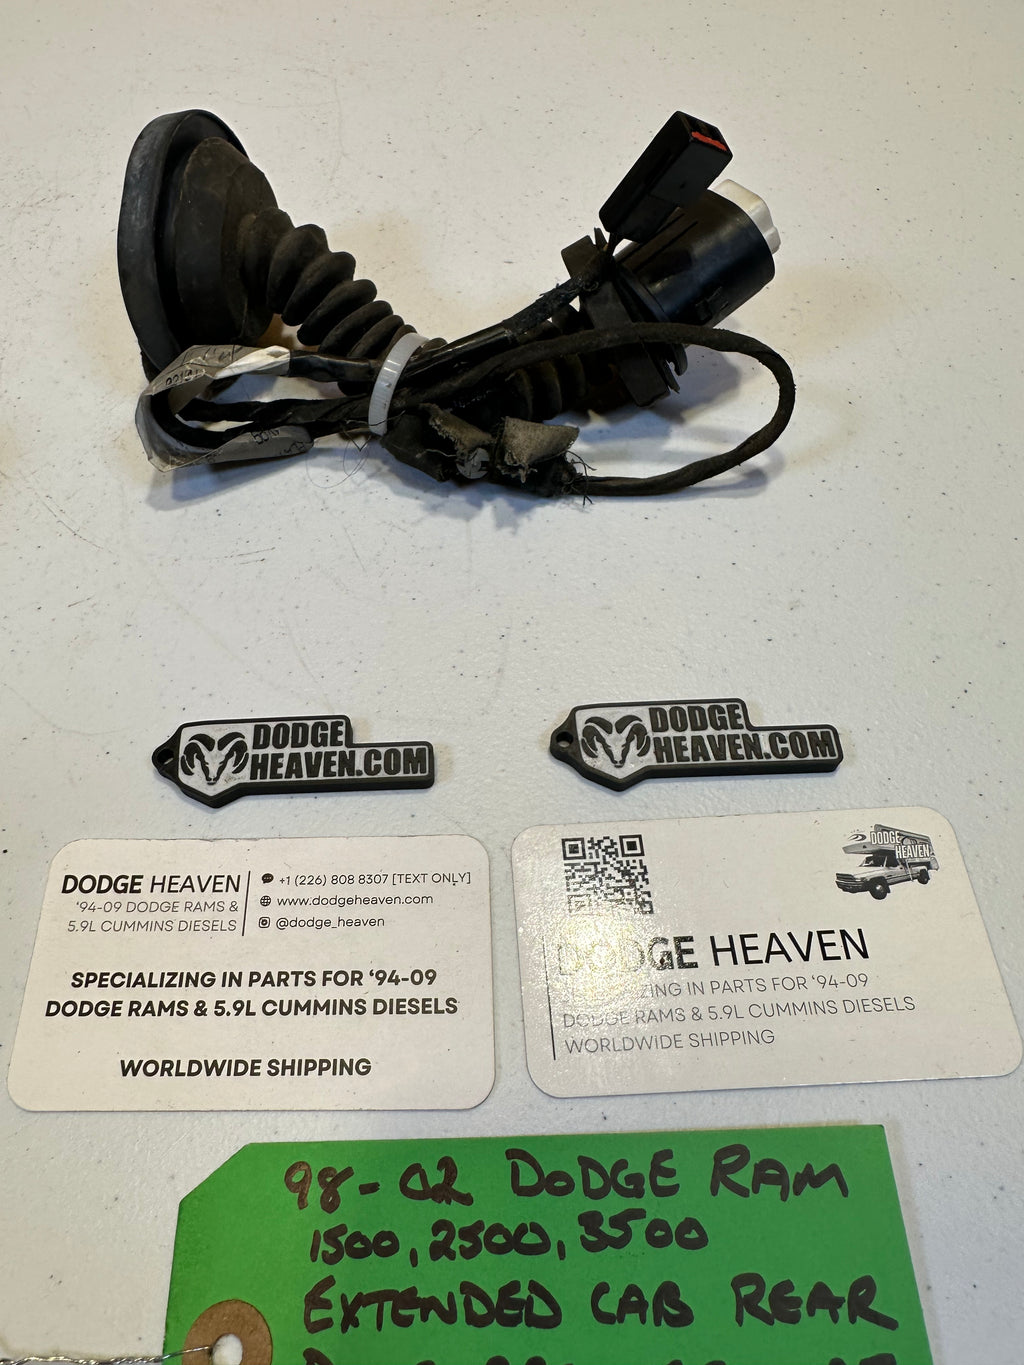 DODGE
HEAVEN.COM
DODGE
HEAVEN.COM
DODGE HEAVEN
'94-09 DODGE RAMS &
5.9L CUMMINS DIESELS
+1 (226) 808 8307 [TEXT ONLY]
www.dodgeheaven.com
@dodge_heaven
SPECIALIZING IN PARTS FOR '94-09
DODGE RAMS & 5.9L CUMMINS DIESELS
WORLDWIDE SHIPPING
DODGE
HEAVEN
DODGE HEAVEN
ZING IN PARTS FOR '94-09
DODGE RAMS & 5.9L CUMMINS DIESELS
WORLDWIDE SHIPPING
98-02 DODGE RAM
1500, 2500, 3500
EXTENDED CAB REAR